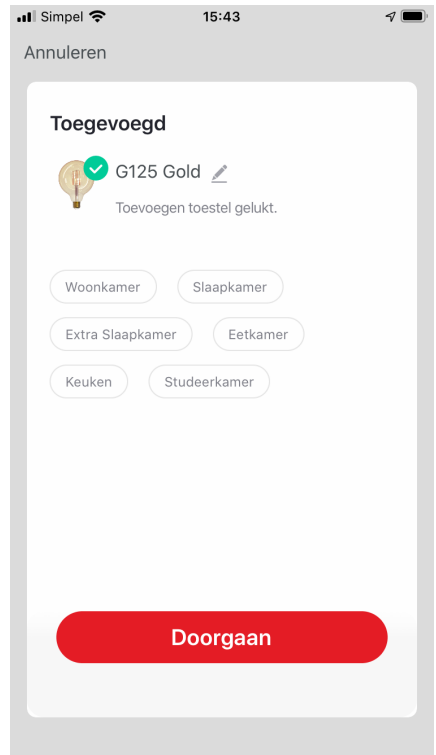 Simpel 15:43
Annuleren
Toegevoegd
G125 Gold
Toevoegen toestel gelukt.
Woonkamer Slaapkamer
Extra Slaapkamer Eetkamer
Keuken Studeerkamer
Doorgaan